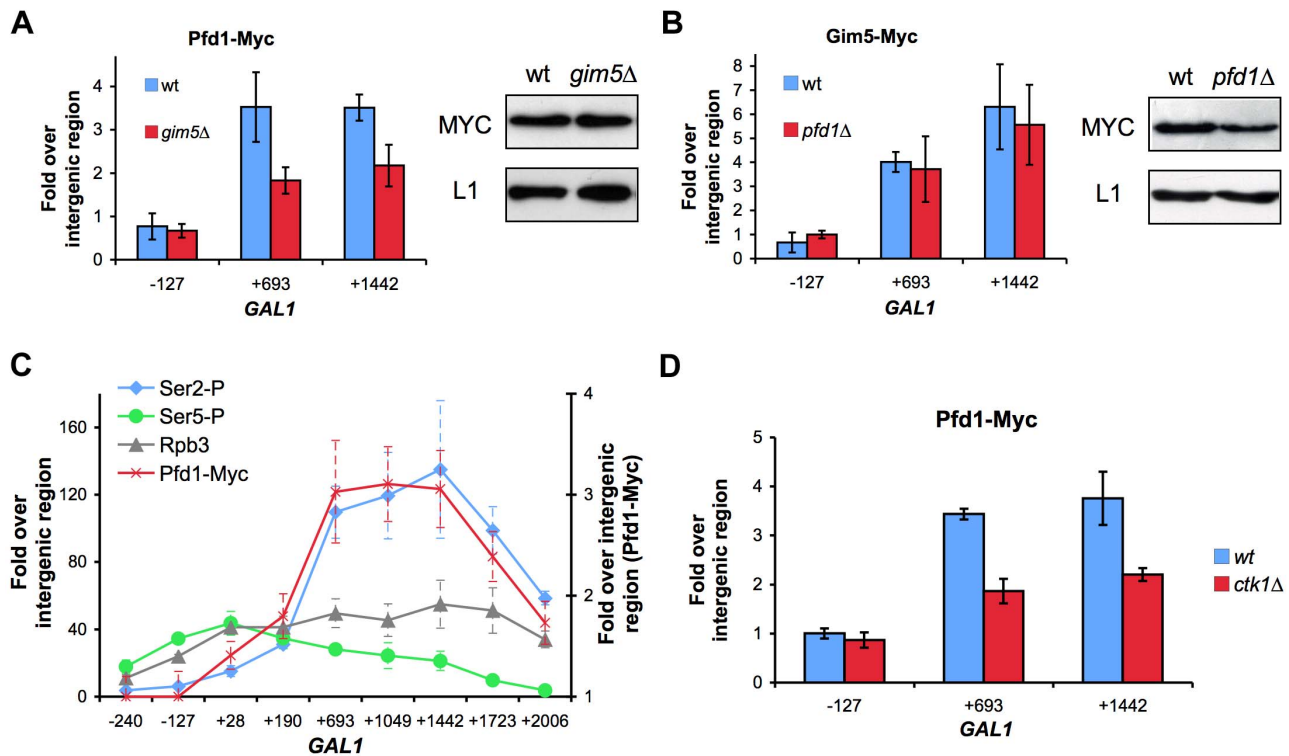 A
Pfd1-Myc
Fold over
intergenic region
4
3
2
1
0
wt
gim5Δ
-127 +693 +1442
GAL1
wt gim5Δ
MYC
L1
B
Gim5-Myc
Fold over
intergenic region
8
7
6
5
4
3
2
1
0
wt
pfd1Δ
-127 +693 +1442
GAL1
wt pfd1Δ
MYC
L1
C
Ser2-P
Ser5-P
Rpb3
Pfd1-Myc
Fold over
intergenic region
160
120
80
40
0
4
3
2
1
Fold over intergenic
region (Pfd1-Myc)
-240 -127 +28 +190 +693 +1049 +1442 +1723 +2006
GAL1
D
Pfd1-Myc
Fold over
intergenic region
5
4
3
2
1
0
wt
ctk1Δ
-127 +693 +1442
GAL1